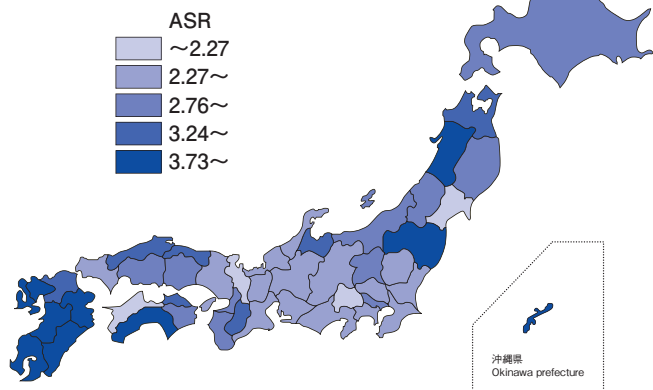 ASR
〜2.27
2.27〜
2.76〜
3.24〜
3.73〜
沖縄県
Okinawa prefecture